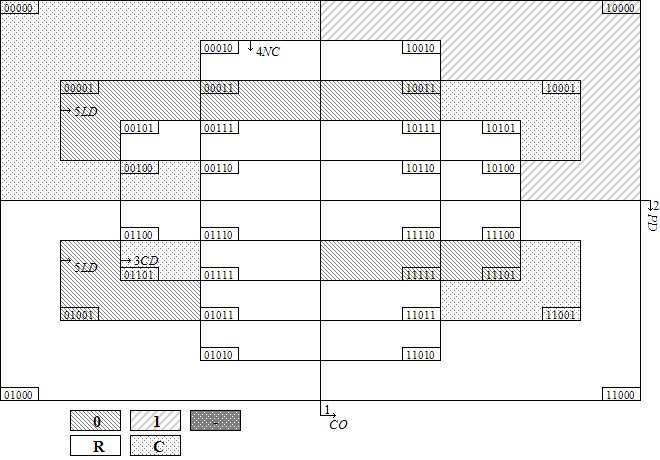 00000 10000
00010 4NC 10010
00001 00011 10011 10001
5LD
00101 00111 10111 10101
00100 00110 10110 10100
2
PD
01100 01110 11110 11100
5LD 3CD
01101 01111 11111 11101
01001 01011 11011 11001
01010 11010
01000 11000
1
CO
0 1 -
R C